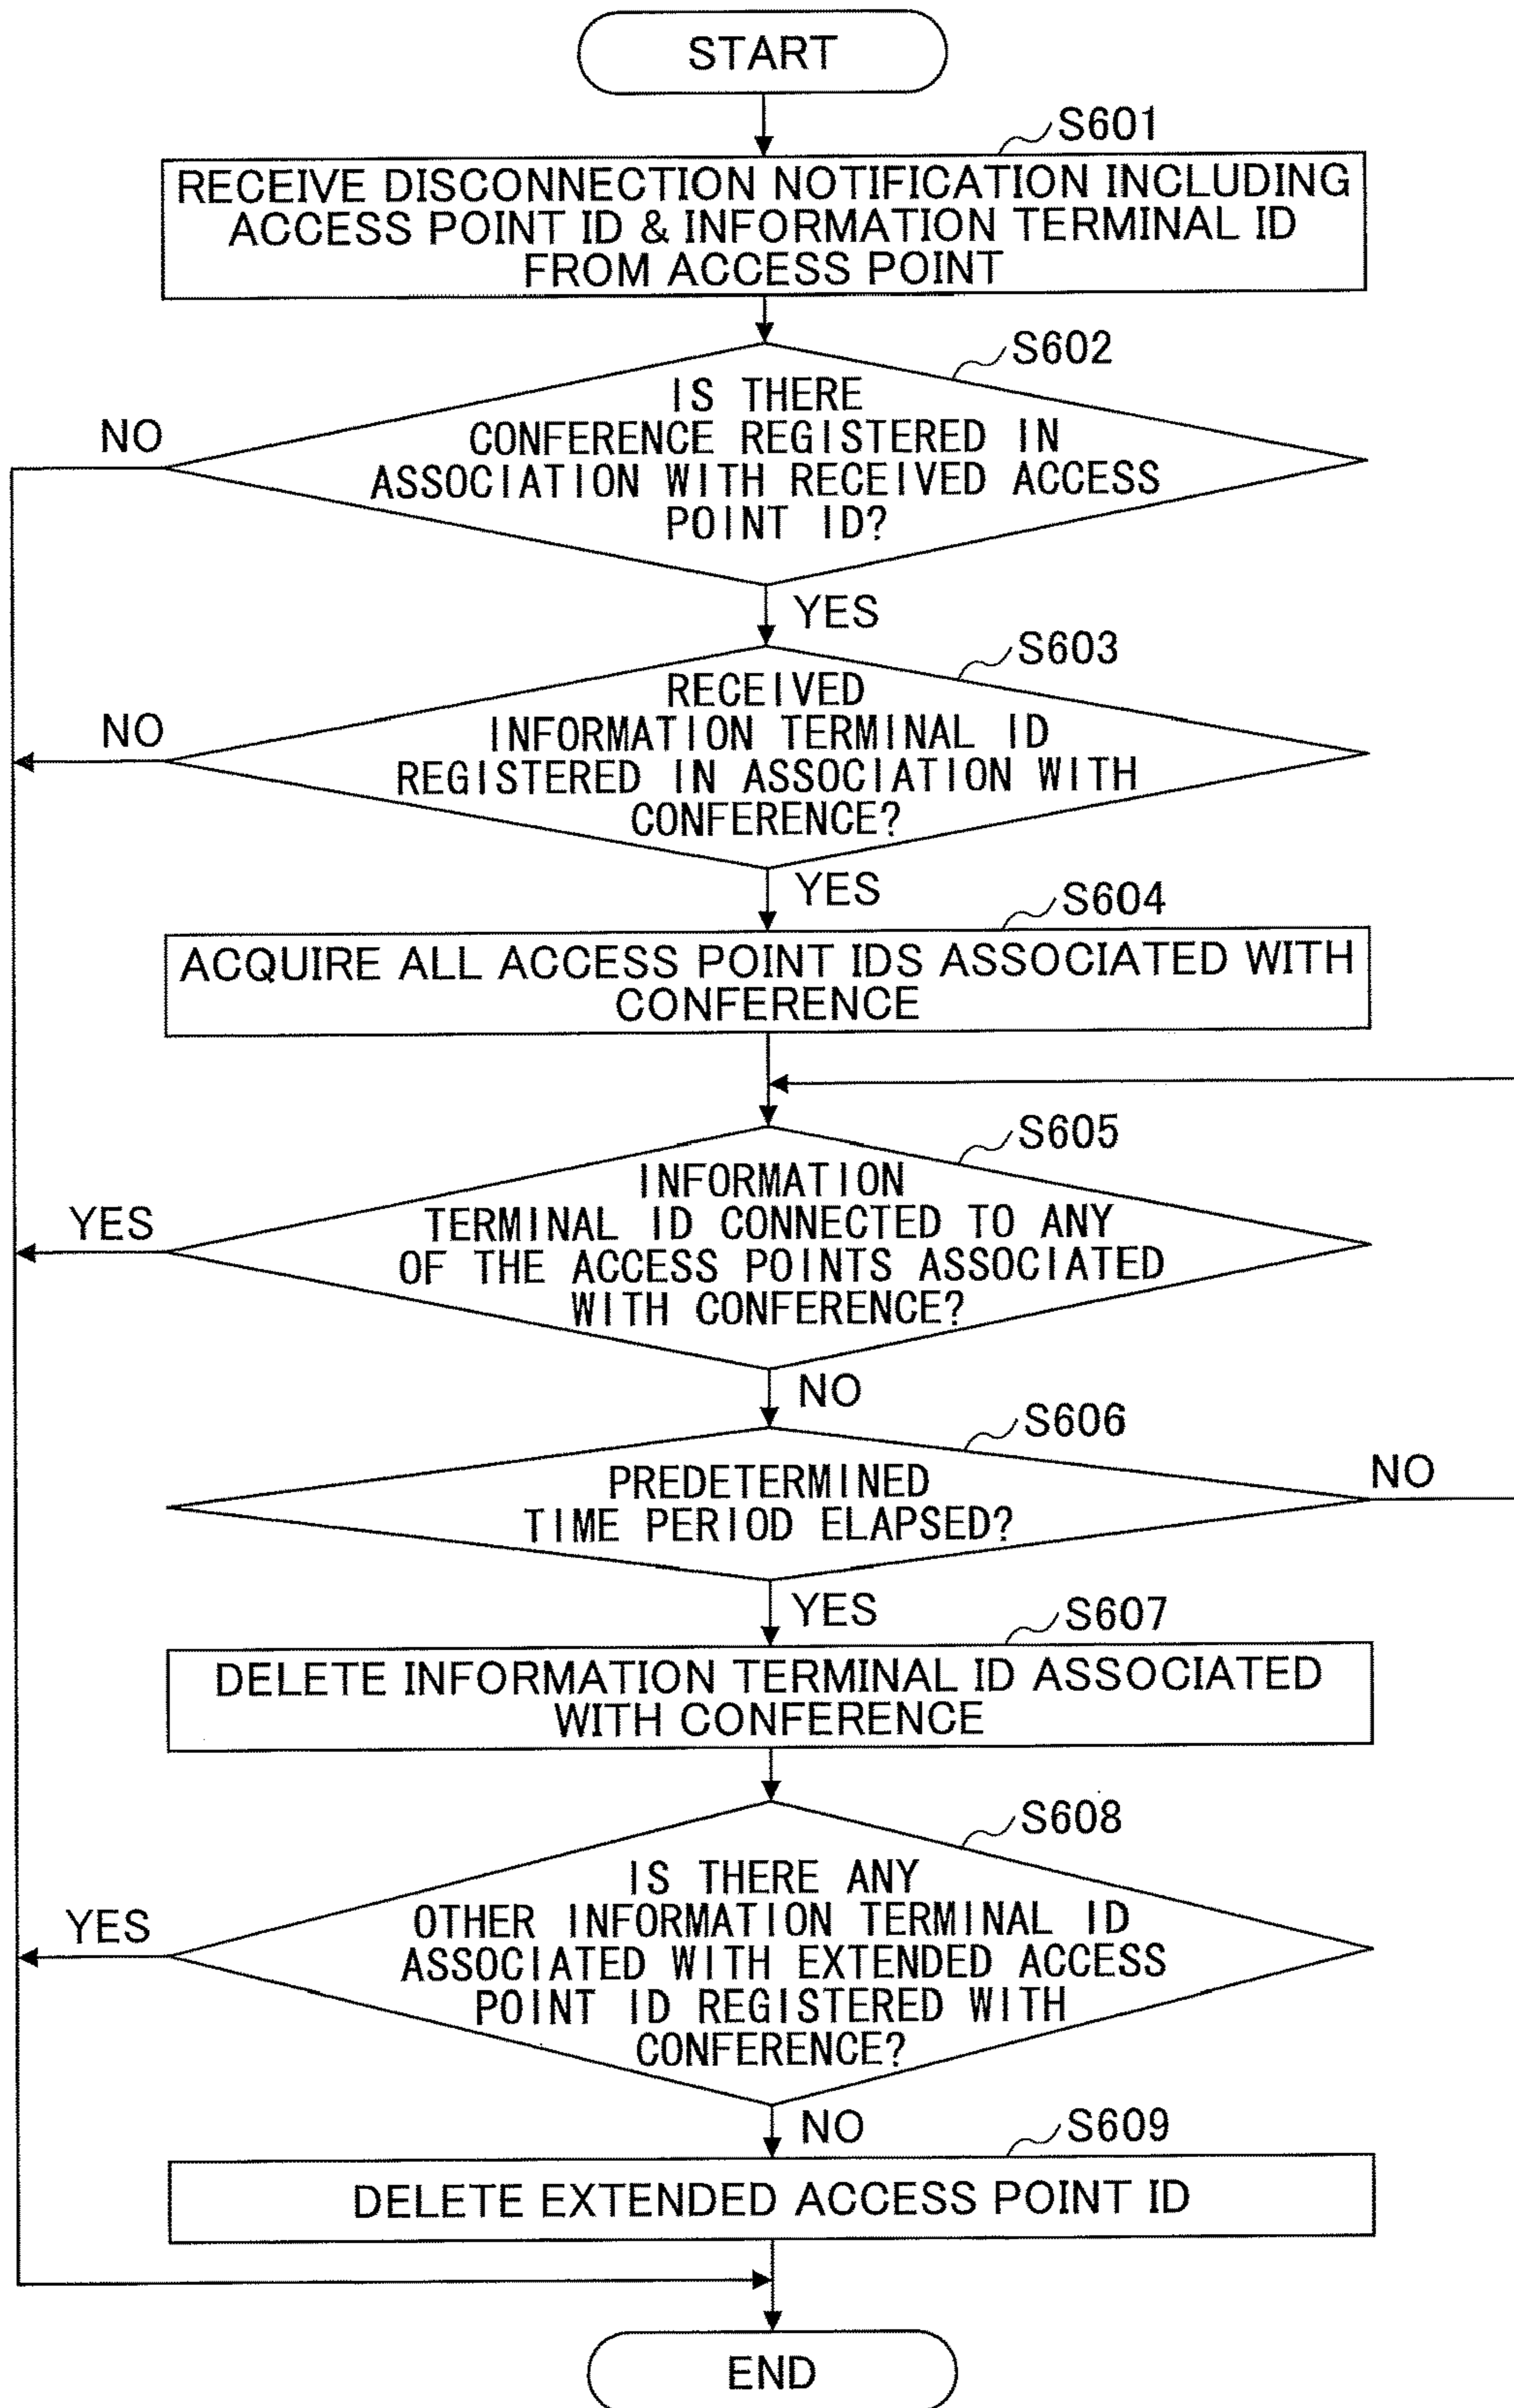 START
S601
RECEIVE DISCONNECTION NOTIFICATION INCLUDING
ACCESS POINT ID & INFORMATION TERMINAL ID
FROM ACCESS POINT
S602
IS THERE
CONFERENCE REGISTERED IN
ASSOCIATION WITH RECEIVED ACCESS
POINT ID?
NO
YES
S603
RECEIVED
INFORMATION TERMINAL ID
REGISTERED IN ASSOCIATION WITH
CONFERENCE?
NO
YES
S604
ACQUIRE ALL ACCESS POINT IDS ASSOCIATED WITH
CONFERENCE
S605
INFORMATION
TERMINAL ID CONNECTED TO ANY
OF THE ACCESS POINTS ASSOCIATED
WITH CONFERENCE?
YES
NO
S606
PREDETERMINED
TIME PERIOD ELAPSED?
NO
YES
S607
DELETE INFORMATION TERMINAL ID ASSOCIATED
WITH CONFERENCE
S608
IS THERE ANY
OTHER INFORMATION TERMINAL ID
ASSOCIATED WITH EXTENDED ACCESS
POINT ID REGISTERED WITH
CONFERENCE?
YES
NO
S609
DELETE EXTENDED ACCESS POINT ID
END